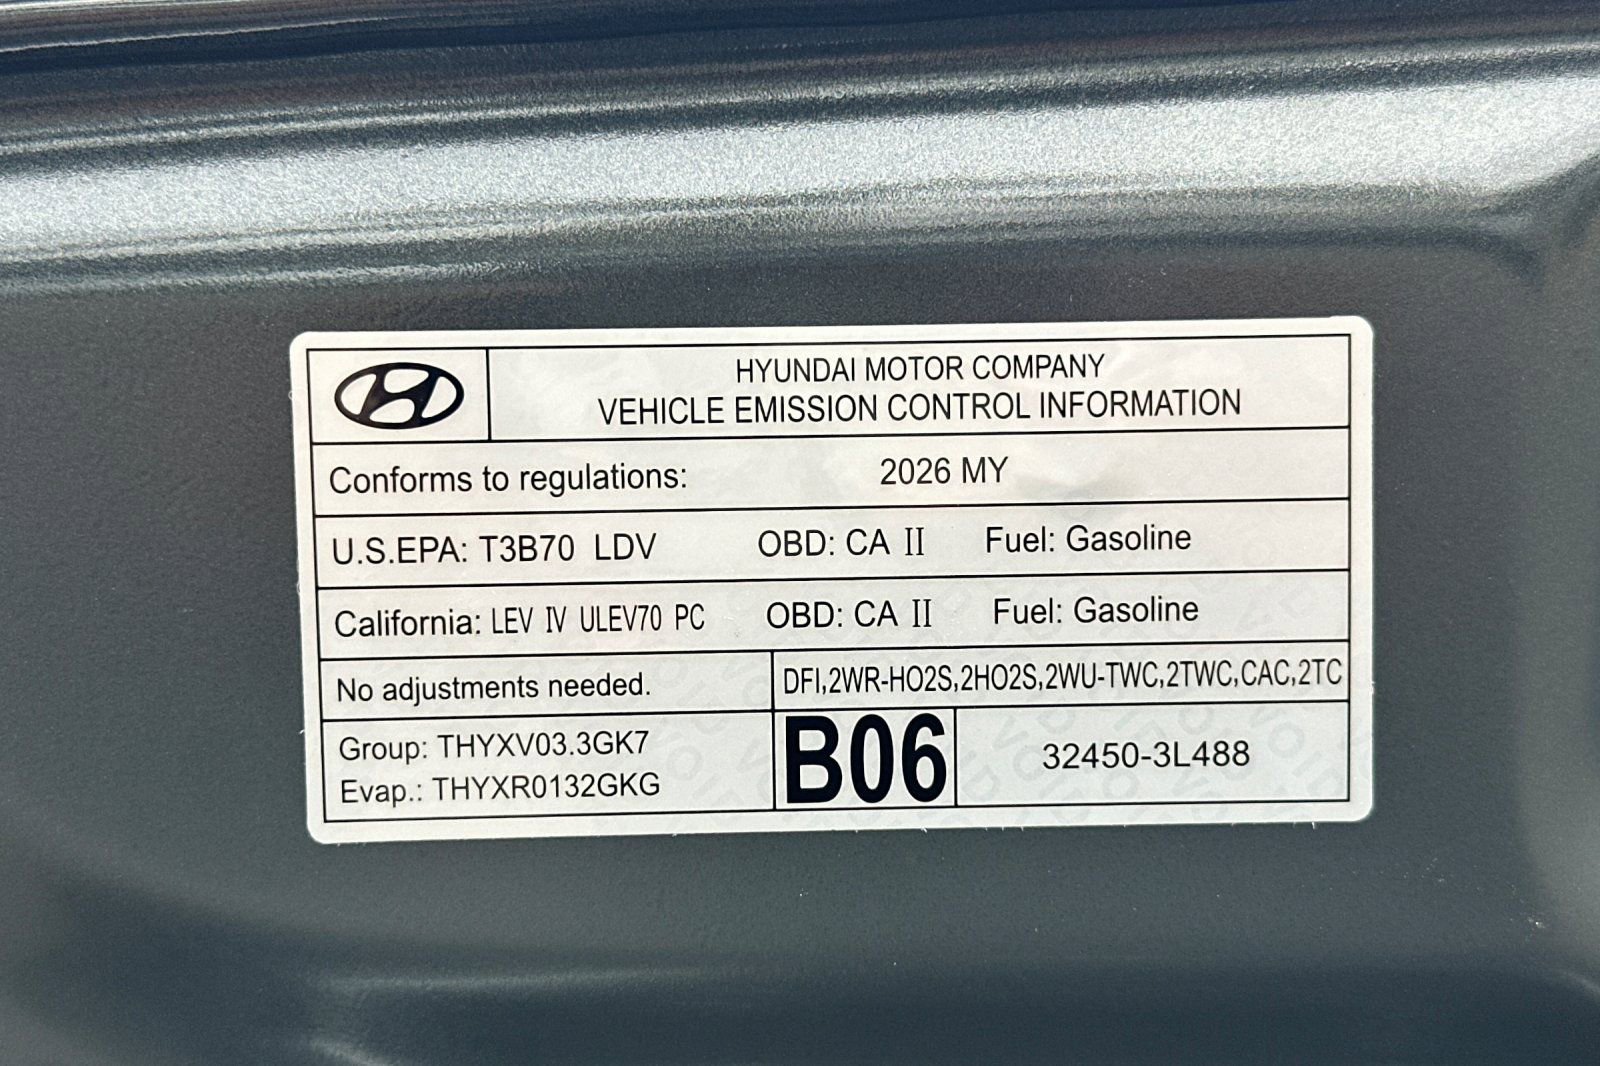 HYUNDAI MOTOR COMPANY
VEHICLE EMISSION CONTROL INFORMATION
Conforms to regulations: 2026 MY
U.S.EPA: T3B70 LDV OBD: CA II Fuel: Gasoline
California: LEV IV ULEV70 PC OBD: CA II Fuel: Gasoline
No adjustments needed. DFI,2WR-HO2S,2HO2S,2WU-TWC,2TWC,CAC,2TC
Group: THYXV03.3GK7
Evap.: THYXR0132GKG
B06
32450-3L488